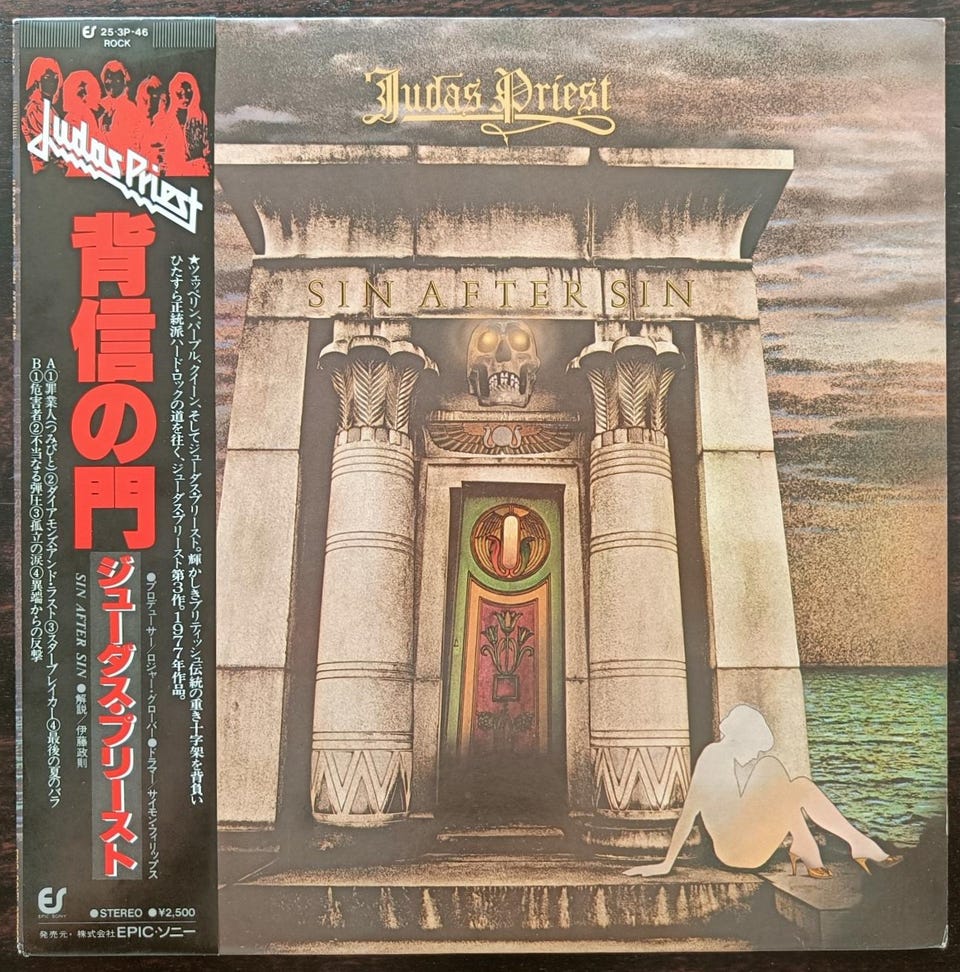 ES 25・3P-46
ROCK
Judas Priest
背信の門
ジューダス・プリースト
SIN AFTER SIN ●解説／伊藤政則
★ツェッペリン、パープル、クイーン、そしてジューダス・プリースト。輝かしきブリティッシュ伝統の重き十字架を背負い
ひたすら正統派ハード・ロックの道を往く、ジューダス・プリースト第3作。1977年作品。
●プロデューサー／ロジャー・グローバー●ドラマー／サイモン・フィリップス
A①罪業人(つみびと)②ダイアモンズ・アンド・ラスト③スター・ブレイカー④最後の夏のバラ
B①危害者②不当なる弾圧③孤立の涙④異端からの反撃
ES
EPIC SONY
●STEREO ●¥2,500
発売元・株式会社EPIC・ソニー
Judas Priest
SIN AFTER SIN